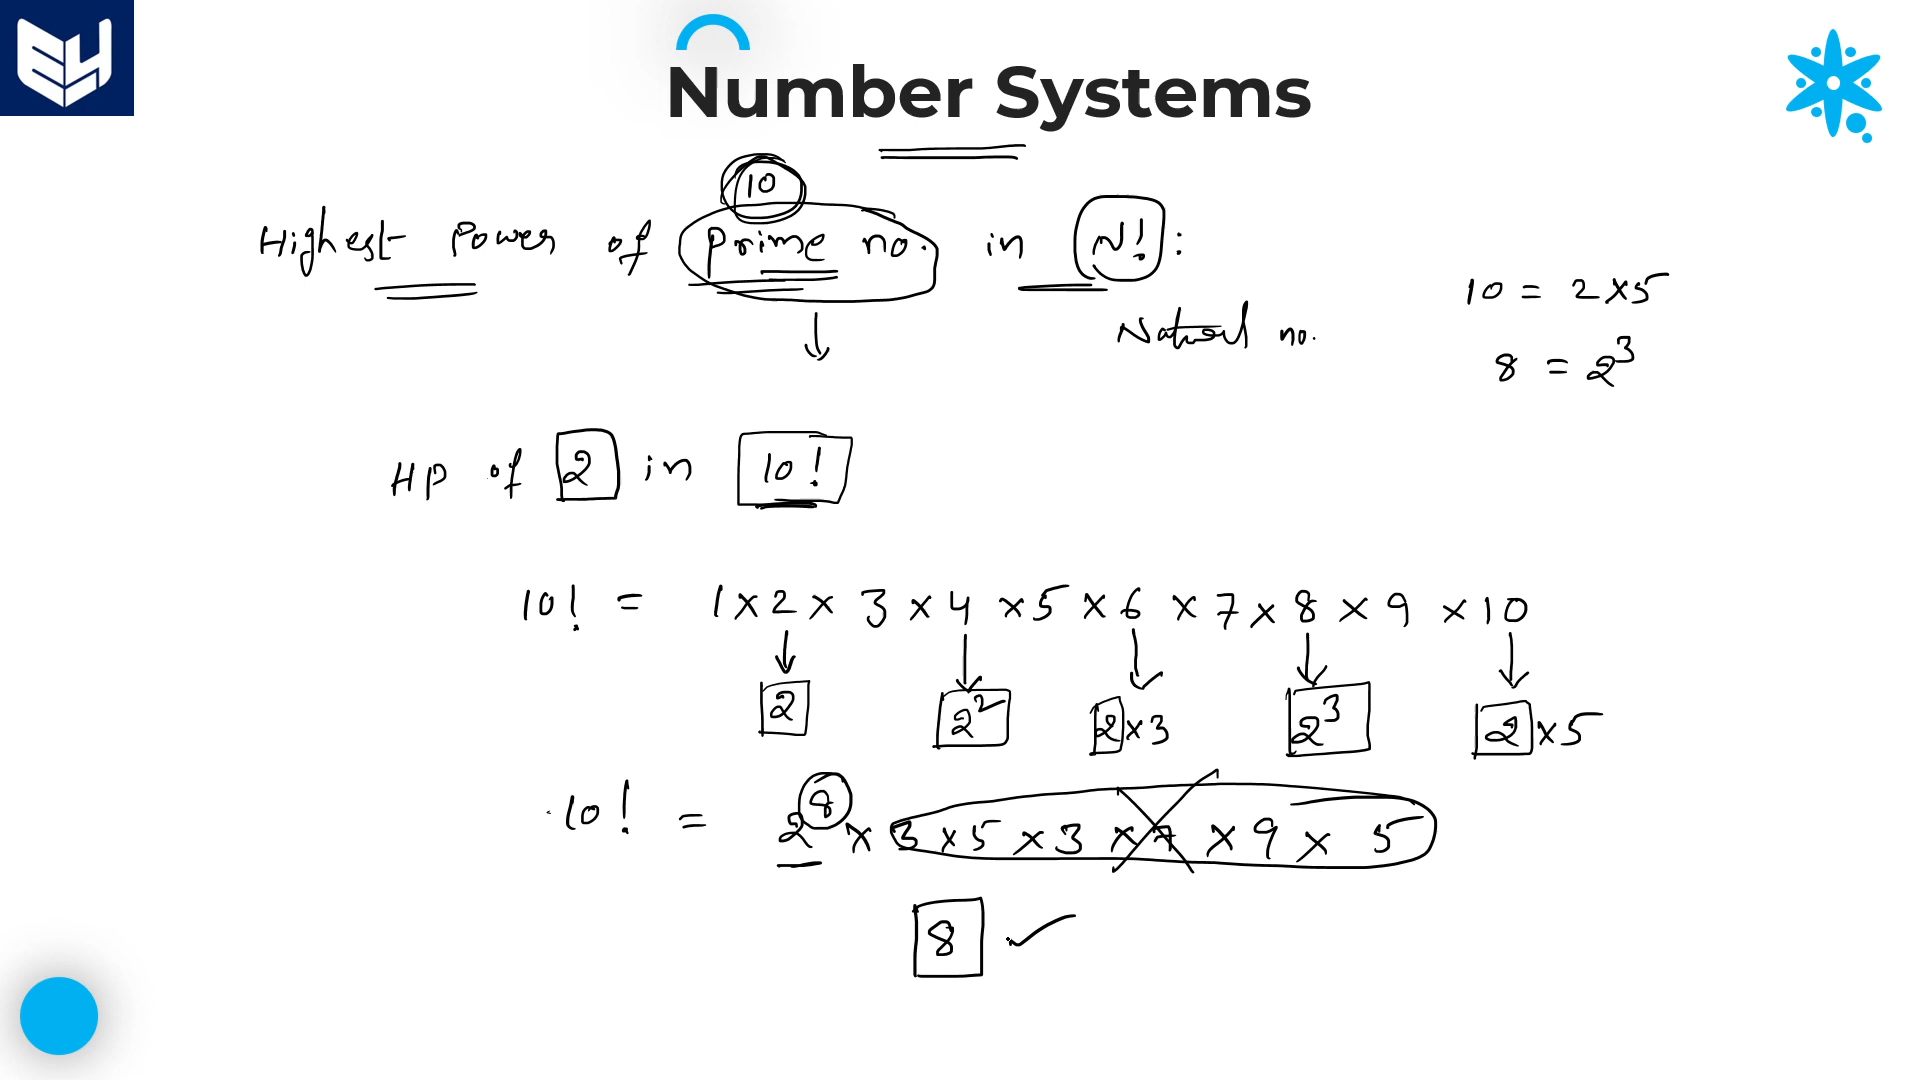 Number Systems
10
Highest Power of Prime no. in N! :
Natural no.
10 = 2 × 5
8 = 2³
HP of 2 in 10!
10! = 1 × 2 × 3 × 4 × 5 × 6 × 7 × 8 × 9 × 10
2 2² 2 × 3 2³ 2 × 5
10! = 2⁸ × 3 × 5 × 3 × 7 × 9 × 5
8 ✓